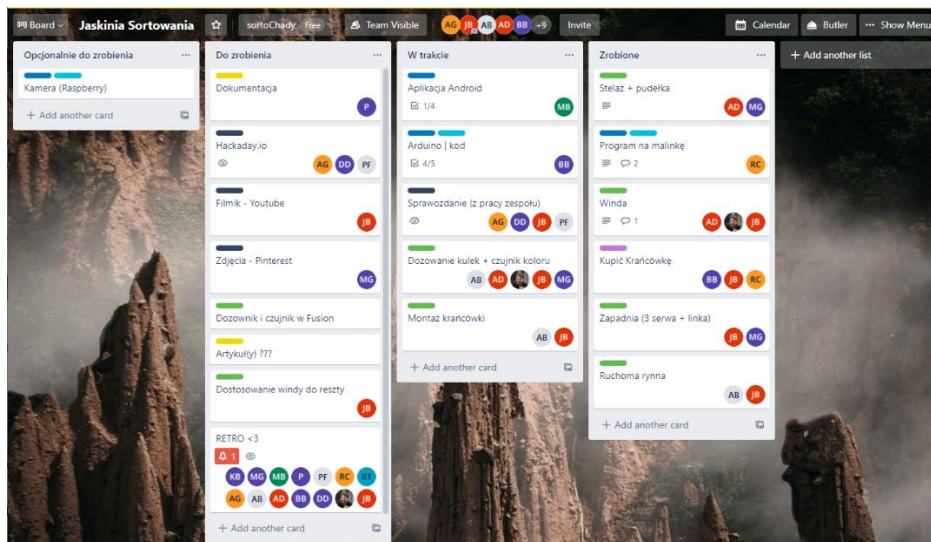 Board
Jaskinia Sortowania
sortoChady Free
Team Visible
AG JB AB AD BB +9
Invite
Calendar
Butler
Show Menu
Opcjonalnie do zrobienia
Kamera (Raspberry)
+ Add another card
Do zrobienia
Dokumentacja
P
Hackaday.io
AG DD PF
Filmik - Youtube
JB
Zdjęcia - Pinterest
MG
Dozownik i czujnik w Fusion
Artykuł(y) ???
Dostosowanie windy do reszty
JB
RETRO <3
1
KB MG MB P PF RC RT
AG AB AD BB DD JB
+ Add another card
W trakcie
Aplikacja Android
1/4
MB
Arduino | kod
4/5
BB
Sprawozdanie (z pracy zespołu)
AG DD JB PF
Dozowanie kulek + czujnik koloru
AB AD JB MG
Montaż krańcówki
AB JB
+ Add another card
Zrobione
Stelaż + pudełka
AD MG
Program na malinkę
2
RC
Winda
1
AD JB
Kupić Krańcówkę
BB JB RC
Zapadnia (3 serwa + linka)
JB MG
Ruchoma rynna
AB JB
+ Add another card
+ Add another list